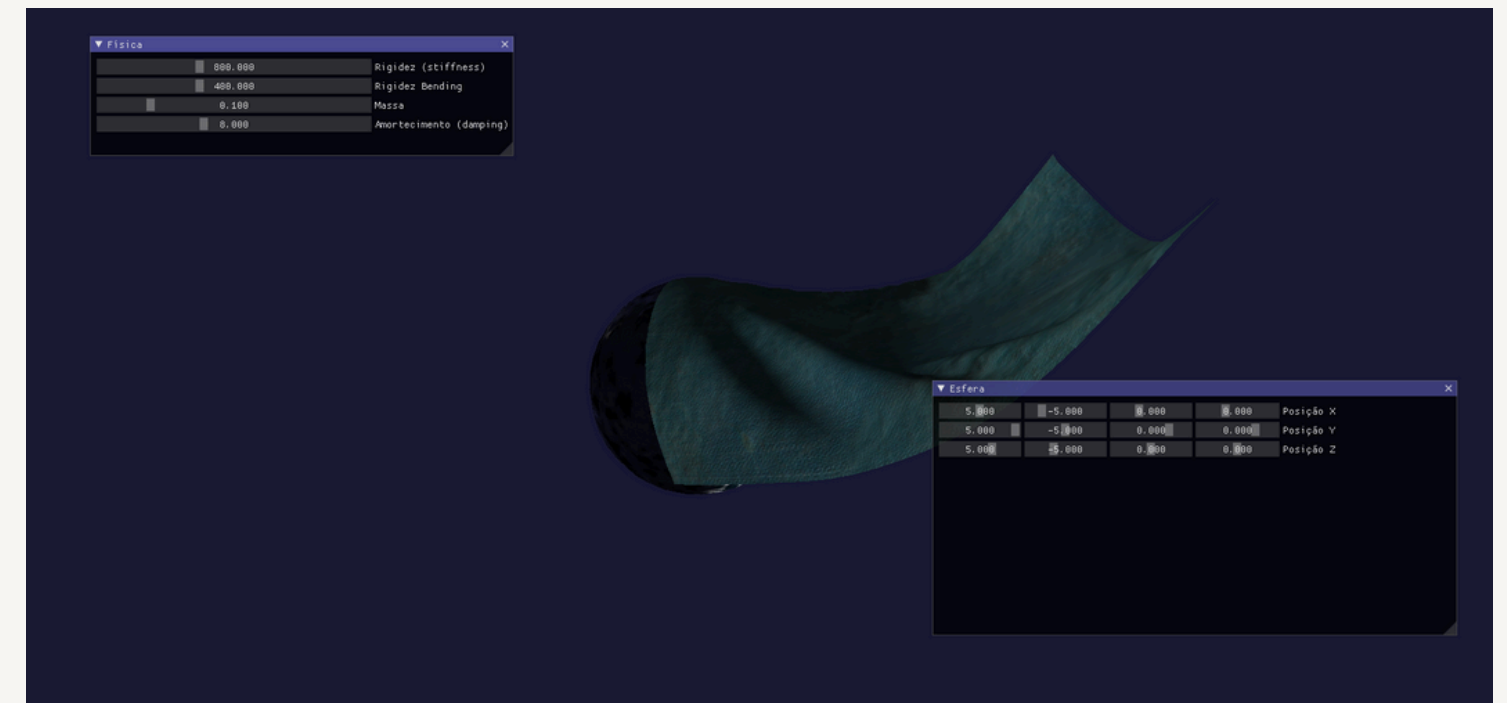 Física
800.000 Rigidez (stiffness)
400.000 Rigidez Bending
0.100 Massa
8.000 Amortecimento (damping)
Esfera
5.000 -5.000 0.000 0.000 Posição X
5.000 -5.000 0.000 0.000 Posição Y
5.000 -5.000 0.000 0.000 Posição Z